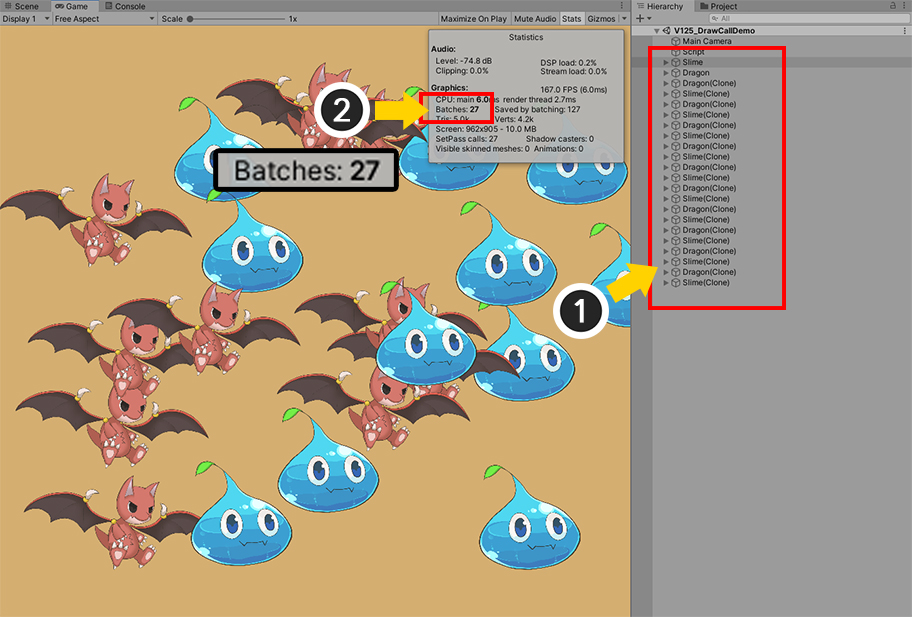 Scene Game Console
Display 1 Free Aspect Scale 1x Maximize On Play Mute Audio Stats Gizmos
Statistics
Audio:
Level: -74.8 dB DSP load: 0.2%
Clipping: 0.0% Stream load: 0.0%
Graphics: 167.0 FPS (6.0ms)
CPU: main 6.0ms render thread 2.7ms
Batches: 27 Saved by batching: 127
Tris: 5.0k Verts: 4.2k
Screen: 962x905 - 10.0 MB
SetPass calls: 27 Shadow casters: 0
Visible skinned meshes: 0 Animations: 0
2
Batches: 27
1
Hierarchy Project
All
V125_DrawCallDemo
Main Camera
Script
Slime
Dragon
Dragon(Clone)
Slime(Clone)
Dragon(Clone)
Slime(Clone)
Dragon(Clone)
Slime(Clone)
Dragon(Clone)
Slime(Clone)
Dragon(Clone)
Slime(Clone)
Dragon(Clone)
Slime(Clone)
Dragon(Clone)
Slime(Clone)
Dragon(Clone)
Slime(Clone)
Dragon(Clone)
Slime(Clone)
Dragon(Clone)
Slime(Clone)